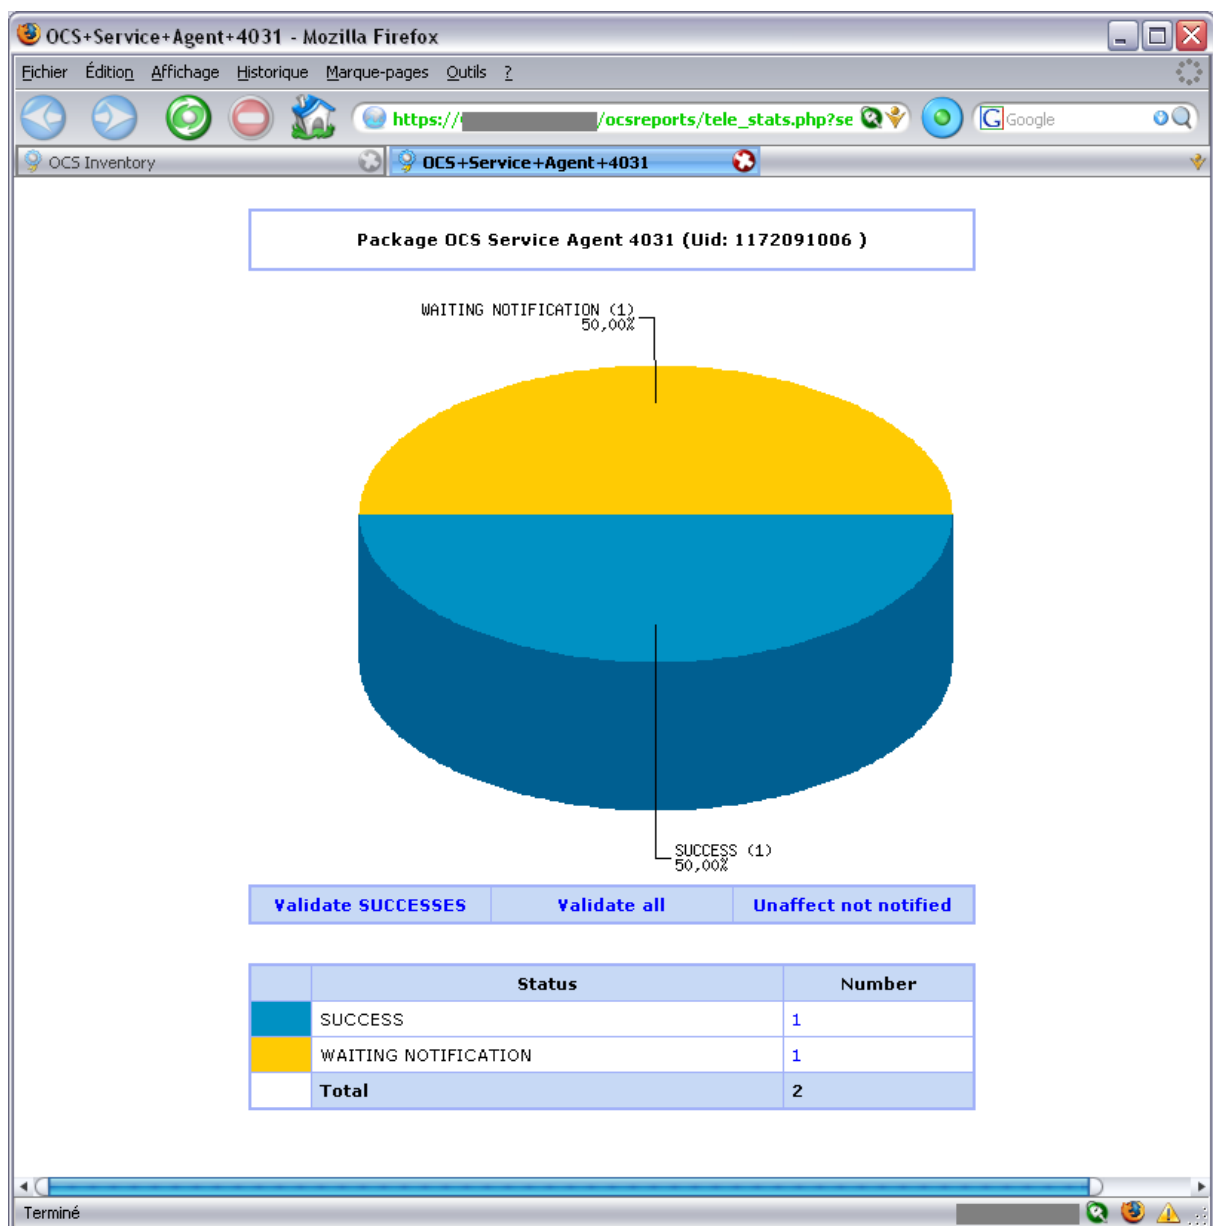 OCS+Service+Agent+4031 - Mozilla Firefox
Fichier Édition Affichage Historique Marque-pages Outils ?
https:// /ocsreports/tele_stats.php?se Google
OCS Inventory OCS+Service+Agent+4031
Package OCS Service Agent 4031 (Uid: 1172091006 )
WAITING NOTIFICATION (1)
50,00%
SUCCESS (1)
50,00%
Validate SUCCESSES Validate all Unaffect not notified
Status Number
SUCCESS 1
WAITING NOTIFICATION 1
Total 2
Terminé